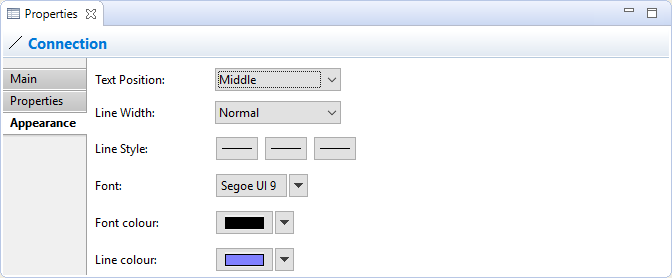 Properties
Connection
Main
Properties
Appearance
Text Position: Middle
Line Width: Normal
Line Style:
Font: Segoe UI 9
Font colour:
Line colour: